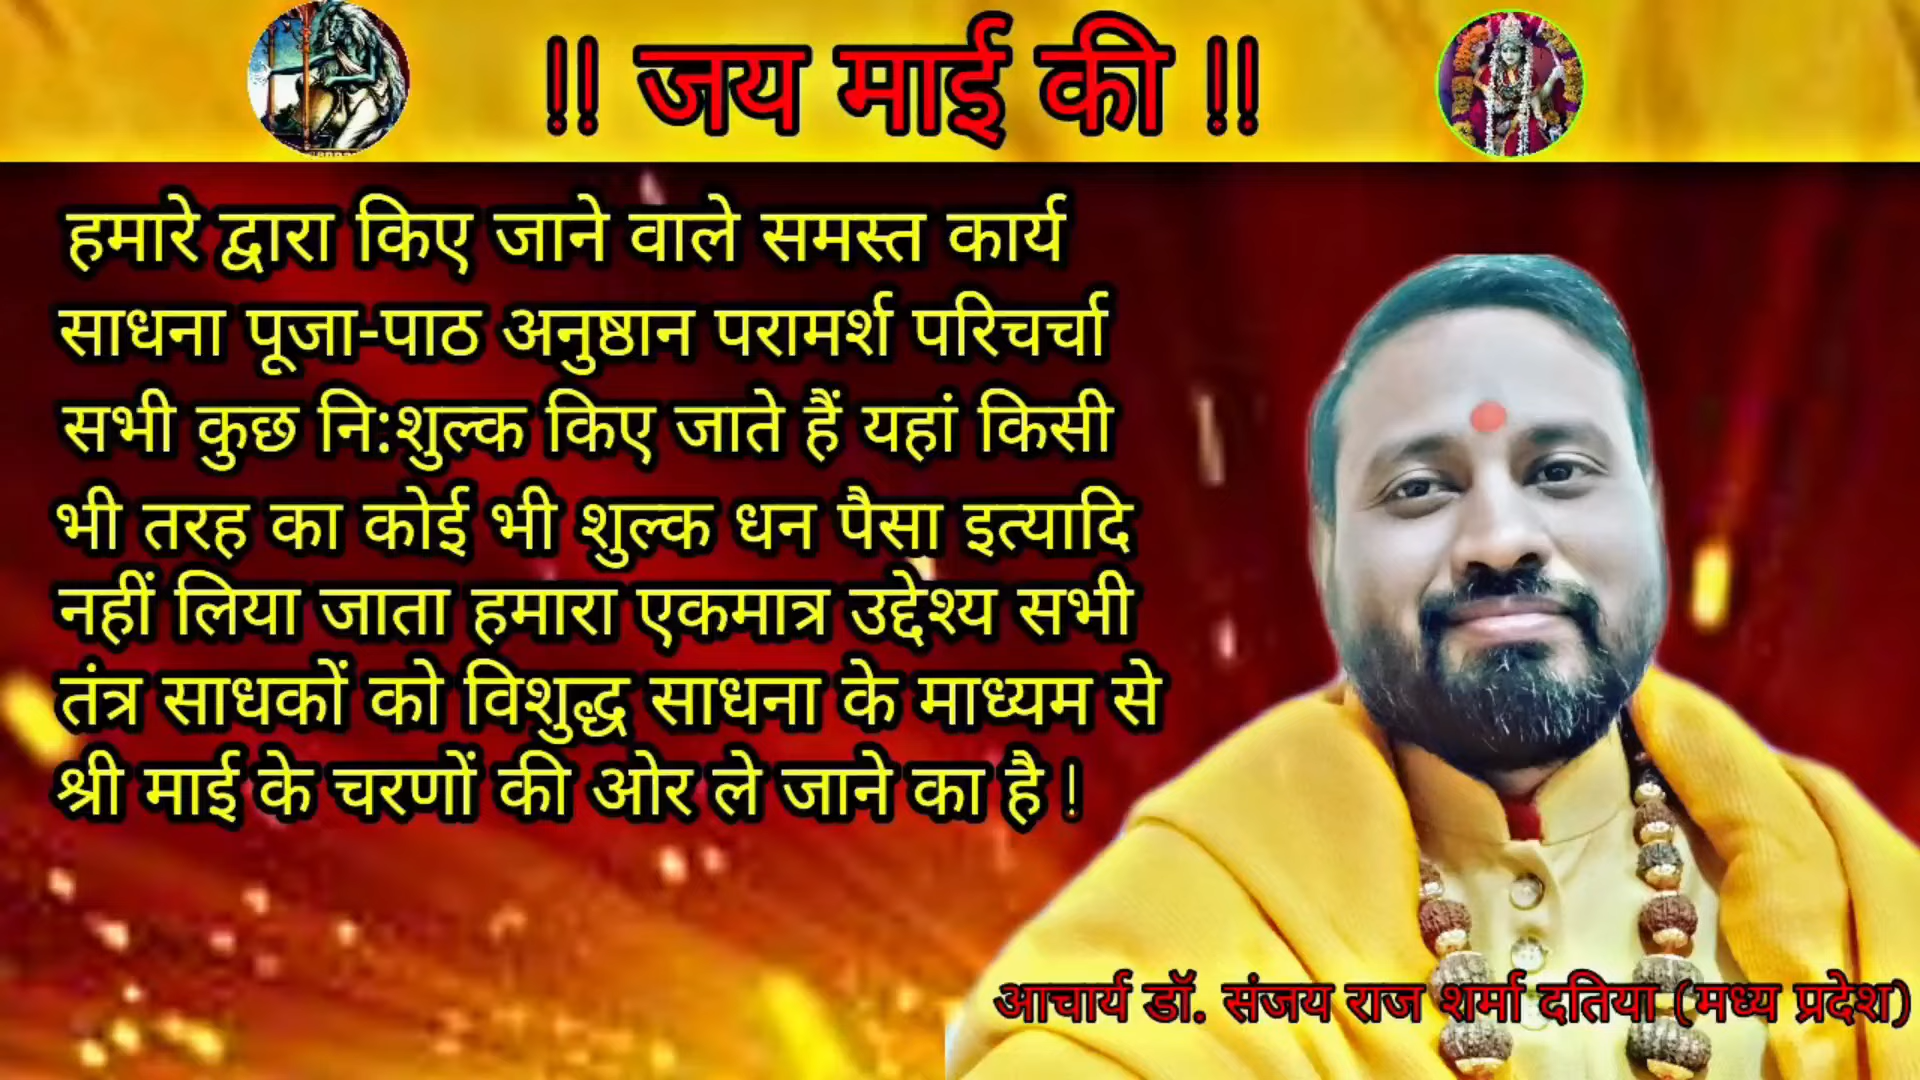 !! जय माई की !!
हमारे द्वारा किए जाने वाले समस्त कार्य
साधना पूजा-पाठ अनुष्ठान परामर्श परिचर्चा
सभी कुछ नि:शुल्क किए जाते हैं यहां किसी
भी तरह का कोई भी शुल्क धन पैसा इत्यादि
नहीं लिया जाता हमारा एकमात्र उद्देश्य सभी
तंत्र साधकों को विशुद्ध साधना के माध्यम से
श्री माई के चरणों की ओर ले जाने का है !
आचार्य डॉ. संजय राज शर्मा दतिया (मध्य प्रदेश)